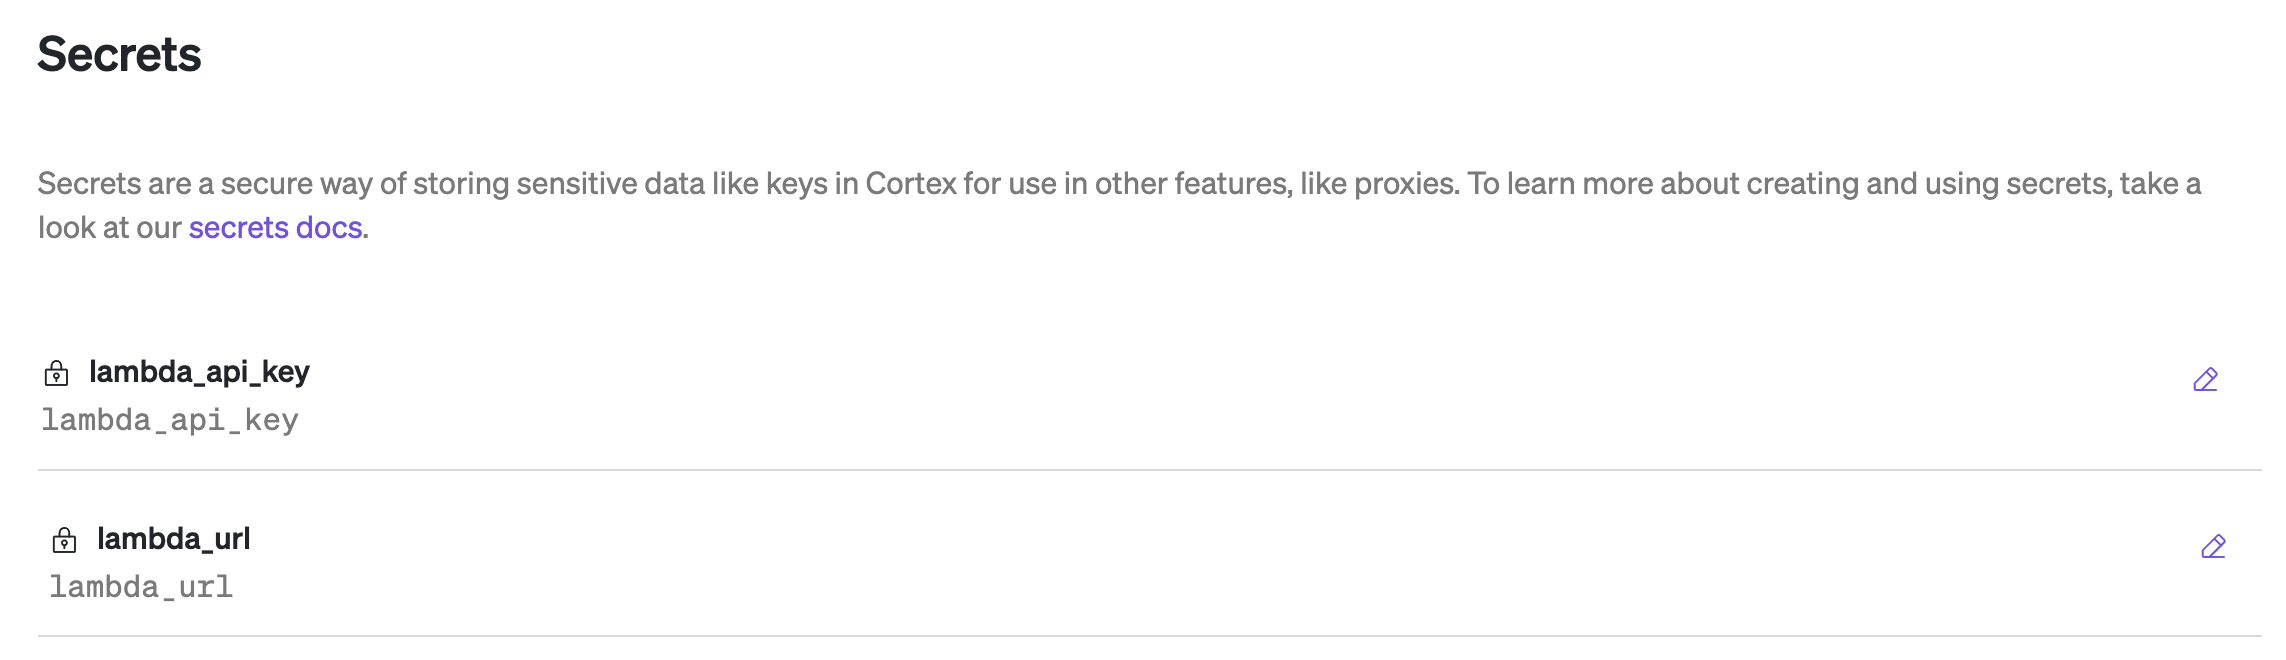 Secrets
Secrets are a secure way of storing sensitive data like keys in Cortex for use in other features, like proxies. To learn more about creating and using secrets, take a
look at our secrets docs.
lambda_api_key
lambda_api_key
lambda_url
lambda_url